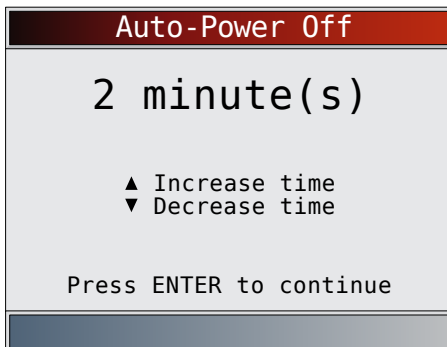 Auto-Power Off
2 minute(s)
▲ Increase time
▼ Decrease time
Press ENTER to continue